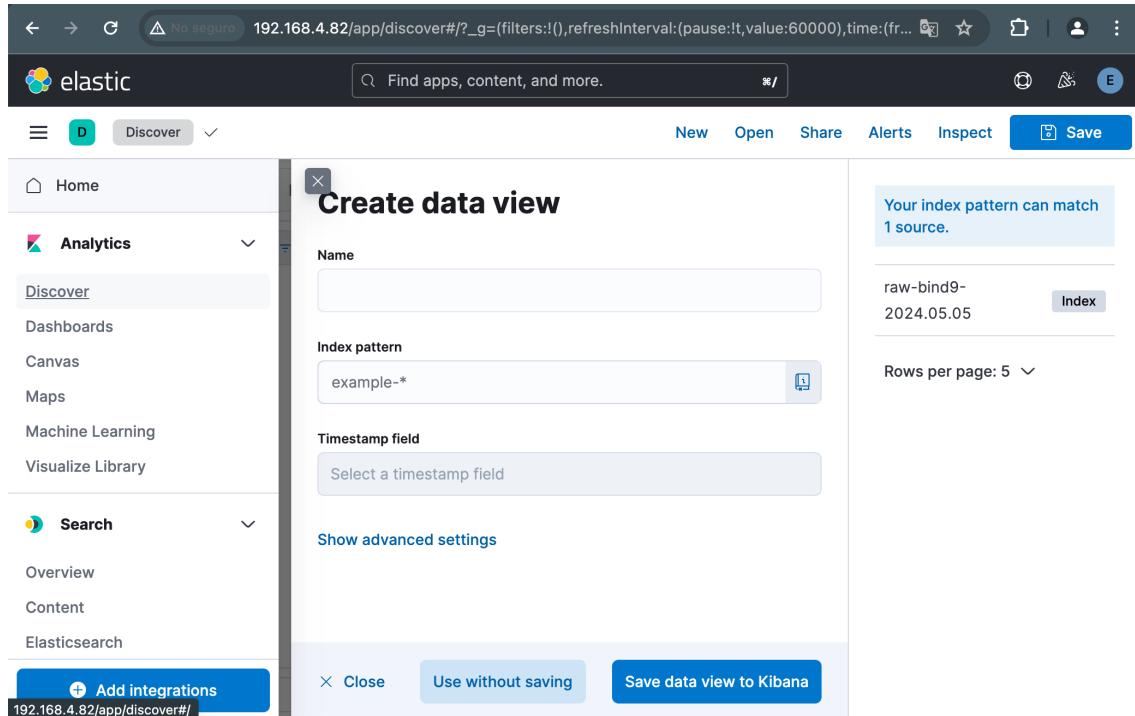 No seguro
192.168.4.82/app/discover#/?_g=(filters:!(),refreshInterval:(pause:!t,value:60000),time:(fr...
elastic
Find apps, content, and more.
⌘/
E
D
Discover
New
Open
Share
Alerts
Inspect
Save
Home
Analytics
Discover
Dashboards
Canvas
Maps
Machine Learning
Visualize Library
Search
Overview
Content
Elasticsearch
Add integrations
192.168.4.82/app/discover#/
Create data view
Name
Index pattern
example-*
Timestamp field
Select a timestamp field
Show advanced settings
Close
Use without saving
Save data view to Kibana
Your index pattern can match
1 source.
raw-bind9-
2024.05.05
Index
Rows per page: 5